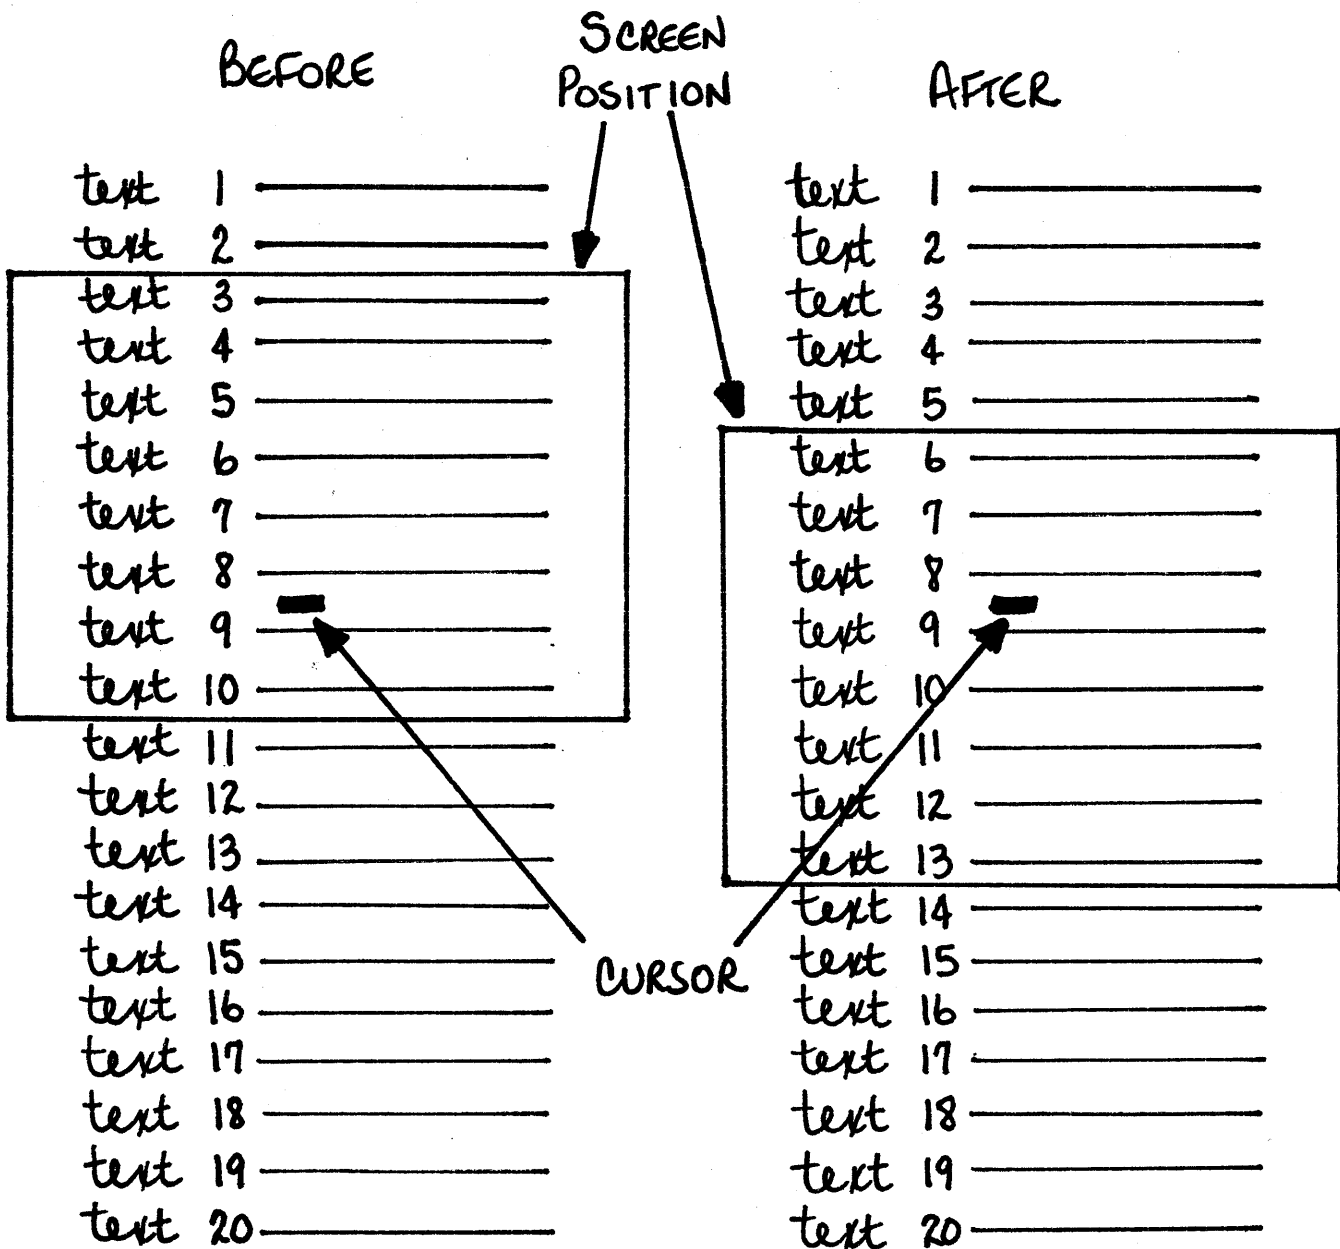 SCREEN
POSITION
BEFORE
AFTER
text 1
text 2
text 3
text 4
text 5
text 6
text 7
text 8
text 9
text 10
text 11
text 12
text 13
text 14
text 15
text 16
text 17
text 18
text 19
text 20
text 1
text 2
text 3
text 4
text 5
text 6
text 7
text 8
text 9
text 10
text 11
text 12
text 13
text 14
text 15
text 16
text 17
text 18
text 19
text 20
CURSOR